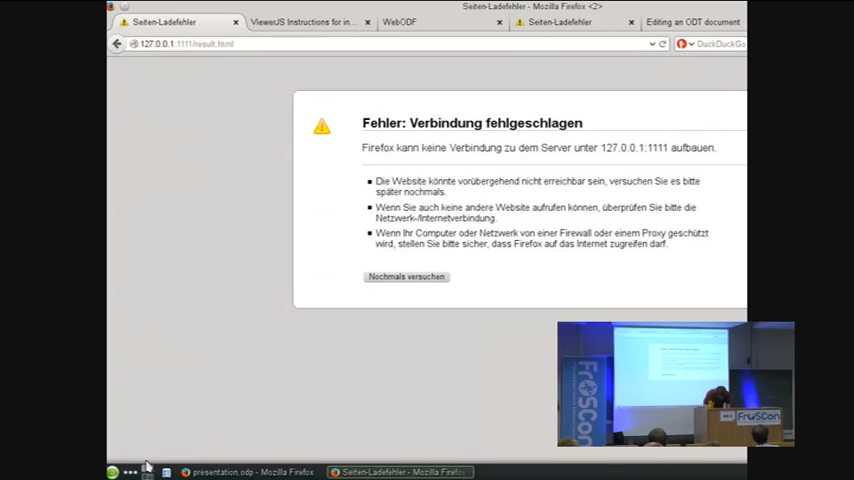 Seiten-Ladefehler - Mozilla Firefox <2>
Seiten-Ladefehler
ViewerJS Instructions for in...
WebODF
Seiten-Ladefehler
Editing an ODT document
127.0.0.1:1111/result.html
DuckDuckGo
Fehler: Verbindung fehlgeschlagen
Firefox kann keine Verbindung zu dem Server unter 127.0.0.1:1111 aufbauen.
Die Website könnte vorübergehend nicht erreichbar sein, versuchen Sie es bitte
später nochmals.
Wenn Sie auch keine andere Website aufrufen können, überprüfen Sie bitte die
Netzwerk-/Internetverbindung.
Wenn Ihr Computer oder Netzwerk von einer Firewall oder einem Proxy geschützt
wird, stellen Sie bitte sicher, dass Firefox auf das Internet zugreifen darf.
Nochmals versuchen
FrOSCon
FrOSCon
presentation.odp - Mozilla Firefox
Seiten-Ladefehler - Mozilla Firefox